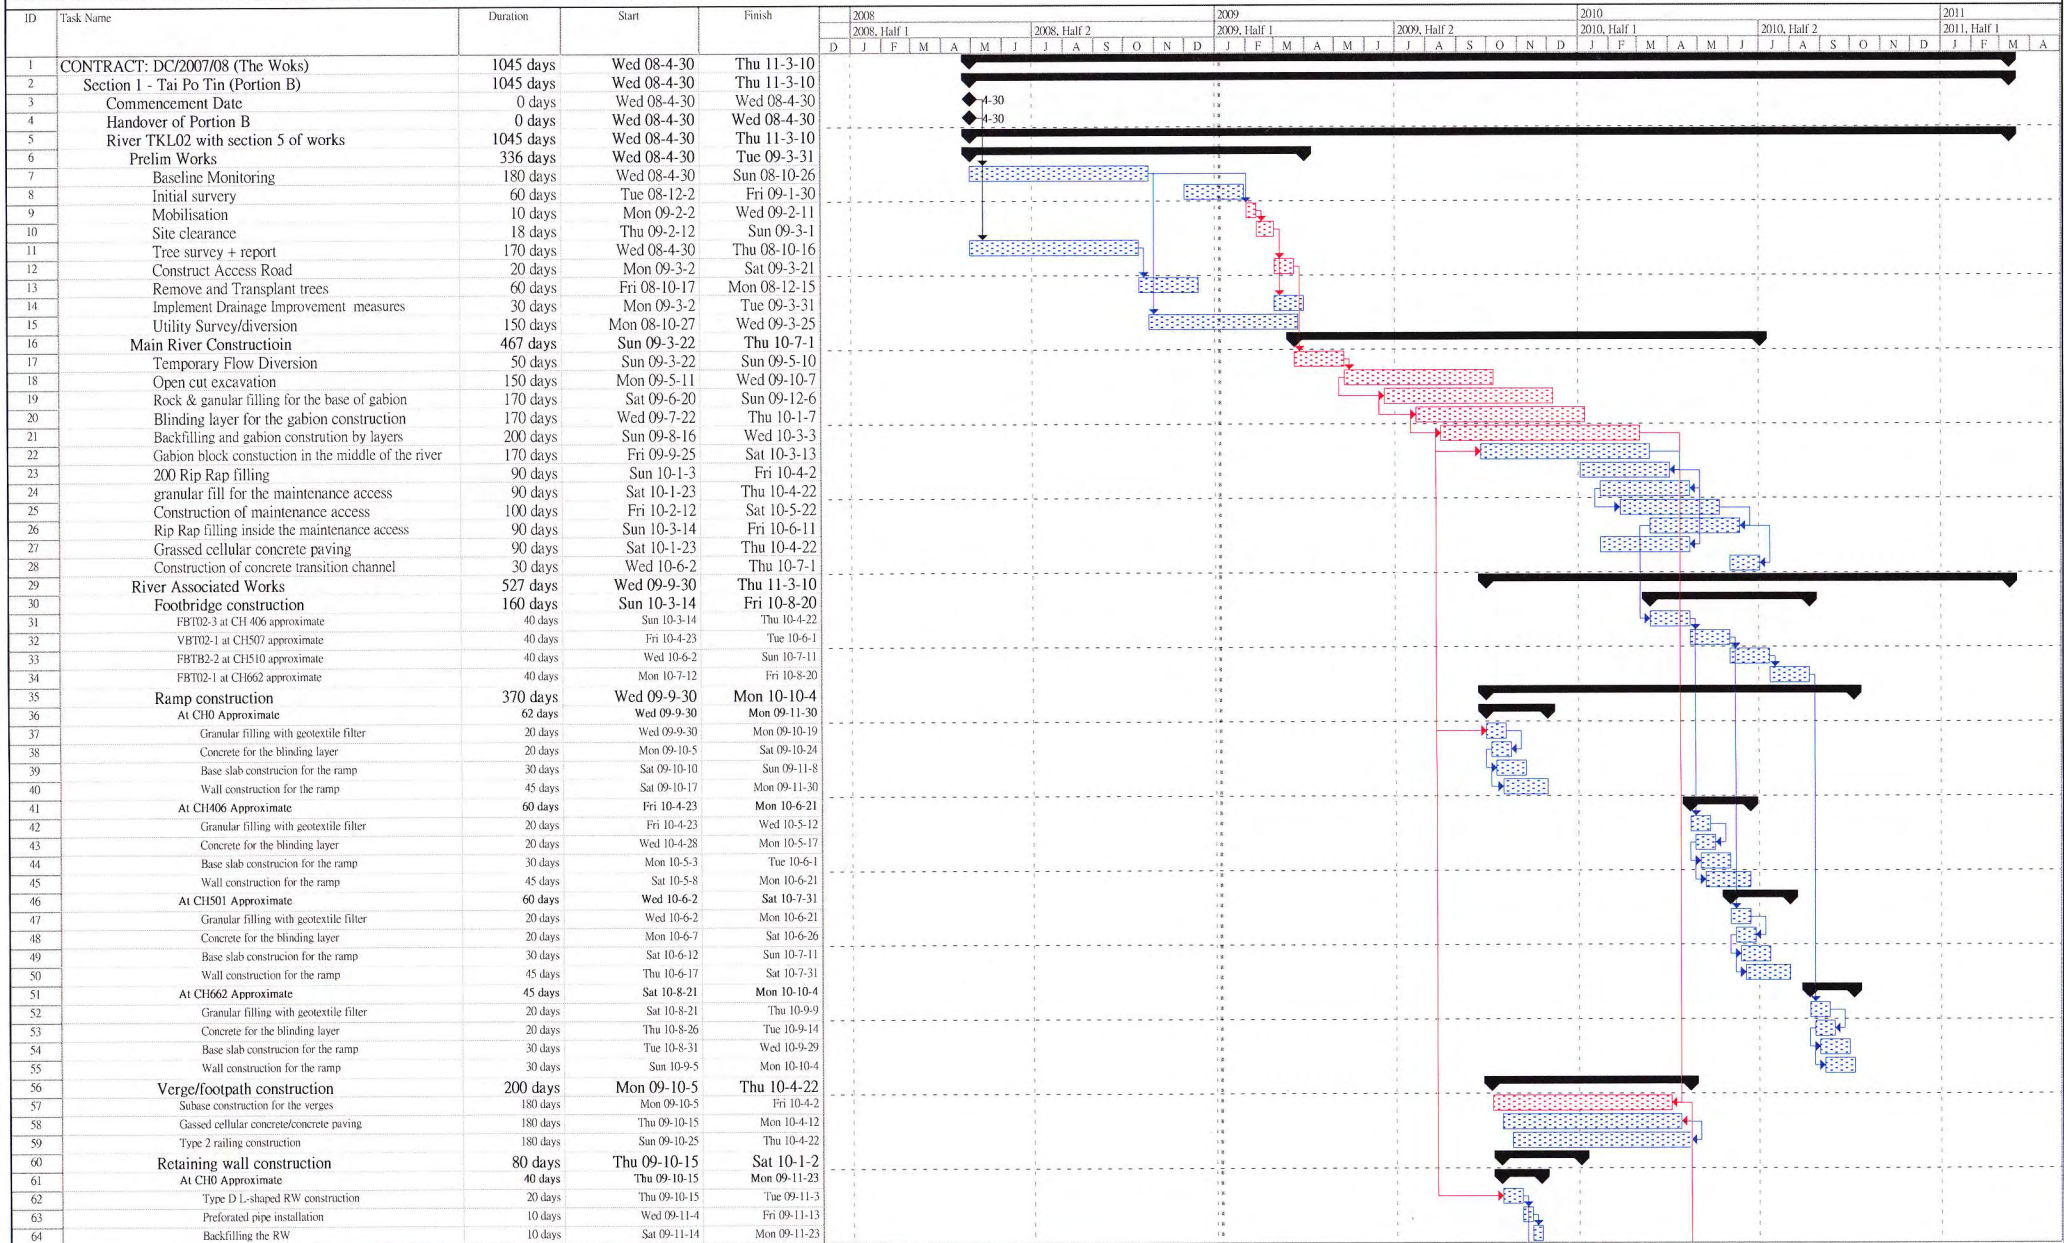 ID Task Name Duration Start Finish 2008 2009 2010 2011
2008, Half 1 2008, Half 2 2009, Half 1 2009, Half 2 2010, Half 1 2010, Half 2 2011, Half 1
D J F M A M J J A S O N D J F M A M J J A S O N D J F M A M J J A S O N D J F M A
1 CONTRACT: DC/2007/08 (The Woks) 1045 days Wed 08-4-30 Thu 11-3-10
2 Section 1 - Tai Po Tin (Portion B) 1045 days Wed 08-4-30 Thu 11-3-10
3 Commencement Date 0 days Wed 08-4-30 Wed 08-4-30 4-30
4 Handover of Portion B 0 days Wed 08-4-30 Wed 08-4-30 4-30
5 River TKL02 with section 5 of works 1045 days Wed 08-4-30 Thu 11-3-10
6 Prelim Works 336 days Wed 08-4-30 Tue 09-3-31
7 Baseline Monitoring 180 days Wed 08-4-30 Sun 08-10-26
8 Initial survery 60 days Tue 08-12-2 Fri 09-1-30
9 Mobilisation 10 days Mon 09-2-2 Wed 09-2-11
10 Site clearance 18 days Thu 09-2-12 Sun 09-3-1
11 Tree survey + report 170 days Wed 08-4-30 Thu 08-10-16
12 Construct Access Road 20 days Mon 09-3-2 Sat 09-3-21
13 Remove and Transplant trees 60 days Fri 08-10-17 Mon 08-12-15
14 Implement Drainage Improvement measures 30 days Mon 09-3-2 Tue 09-3-31
15 Utility Survey/diversion 150 days Mon 08-10-27 Wed 09-3-25
16 Main River Constructioin 467 days Sun 09-3-22 Thu 10-7-1
17 Temporary Flow Diversion 50 days Sun 09-3-22 Sun 09-5-10
18 Open cut excavation 150 days Mon 09-5-11 Wed 09-10-7
19 Rock & ganular filling for the base of gabion 170 days Sat 09-6-20 Sun 09-12-6
20 Blinding layer for the gabion construction 170 days Wed 09-7-22 Thu 10-1-7
21 Backfilling and gabion constrution by layers 200 days Sun 09-8-16 Wed 10-3-3
22 Gabion block constuction in the middle of the river 170 days Fri 09-9-25 Sat 10-3-13
23 200 Rip Rap filling 90 days Sun 10-1-3 Fri 10-4-2
24 granular fill for the maintenance access 90 days Sat 10-1-23 Thu 10-4-22
25 Construction of maintenance access 100 days Fri 10-2-12 Sat 10-5-22
26 Rip Rap filling inside the maintenance access 90 days Sun 10-3-14 Fri 10-6-11
27 Grassed cellular concrete paving 90 days Sat 10-1-23 Thu 10-4-22
28 Construction of concrete transition channel 30 days Wed 10-6-2 Thu 10-7-1
29 River Associated Works 527 days Wed 09-9-30 Thu 11-3-10
30 Footbridge construction 160 days Sun 10-3-14 Fri 10-8-20
31 FBT02-3 at CH 406 approximate 40 days Sun 10-3-14 Thu 10-4-22
32 VBT02-1 at CH507 approximate 40 days Fri 10-4-23 Tue 10-6-1
33 FBTB2-2 at CH510 approximate 40 days Wed 10-6-2 Sun 10-7-11
34 FBT02-1 at CH662 approximate 40 days Mon 10-7-12 Fri 10-8-20
35 Ramp construction 370 days Wed 09-9-30 Mon 10-10-4
36 At CH0 Approximate 62 days Wed 09-9-30 Mon 09-11-30
37 Granular filling with geotextile filter 20 days Wed 09-9-30 Mon 09-10-19
38 Concrete for the blinding layer 20 days Mon 09-10-5 Sat 09-10-24
39 Base slab construcion for the ramp 30 days Sat 09-10-10 Sun 09-11-8
40 Wall construction for the ramp 45 days Sat 09-10-17 Mon 09-11-30
41 At CH406 Approximate 60 days Fri 10-4-23 Mon 10-6-21
42 Granular filling with geotextile filter 20 days Fri 10-4-23 Wed 10-5-12
43 Concrete for the blinding layer 20 days Wed 10-4-28 Mon 10-5-17
44 Base slab construcion for the ramp 30 days Mon 10-5-3 Tue 10-6-1
45 Wall construction for the ramp 45 days Sat 10-5-8 Mon 10-6-21
46 At CH501 Approximate 60 days Wed 10-6-2 Sat 10-7-31
47 Granular filling with geotextile filter 20 days Wed 10-6-2 Mon 10-6-21
48 Concrete for the blinding layer 20 days Mon 10-6-7 Sat 10-6-26
49 Base slab construcion for the ramp 30 days Sat 10-6-12 Sun 10-7-11
50 Wall construction for the ramp 45 days Thu 10-6-17 Sat 10-7-31
51 At CH662 Approximate 45 days Sat 10-8-21 Mon 10-10-4
52 Granular filling with geotextile filter 20 days Sat 10-8-21 Thu 10-9-9
53 Concrete for the blinding layer 20 days Thu 10-8-26 Tue 10-9-14
54 Base slab construcion for the ramp 30 days Tue 10-8-31 Wed 10-9-29
55 Wall construction for the ramp 30 days Sun 10-9-5 Mon 10-10-4
56 Verge/footpath construction 200 days Mon 09-10-5 Thu 10-4-22
57 Subase construction for the verges 180 days Mon 09-10-5 Fri 10-4-2
58 Gassed cellular concrete/concrete paving 180 days Thu 09-10-15 Mon 10-4-12
59 Type 2 railing construction 180 days Sun 09-10-25 Thu 10-4-22
60 Retaining wall construction 80 days Thu 09-10-15 Sat 10-1-2
61 At CH0 Approximate 40 days Thu 09-10-15 Mon 09-11-23
62 Type D L-shaped RW construction 20 days Thu 09-10-15 Tue 09-11-3
63 Preforated pipe installation 10 days Wed 09-11-4 Fri 09-11-13
64 Backfilling the RW 10 days Sat 09-11-14 Mon 09-11-23